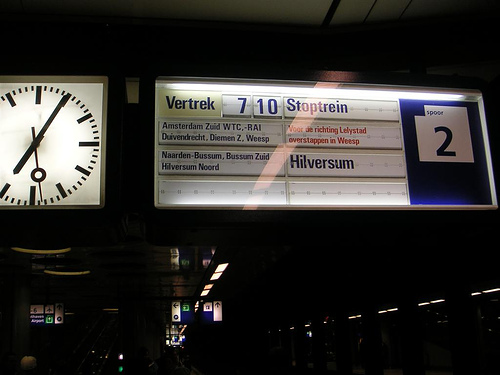 Vertrek 7 10 Stoptrein
Amsterdam Zuid WTC, -RAI
Duivendrecht, Diemen Z, Weesp
Voor de richting Lelystad
overstappen in Weesp
Naarden-Bussum, Bussum Zuid
Hilversum Noord
Hilversum
spoor
2
Airport